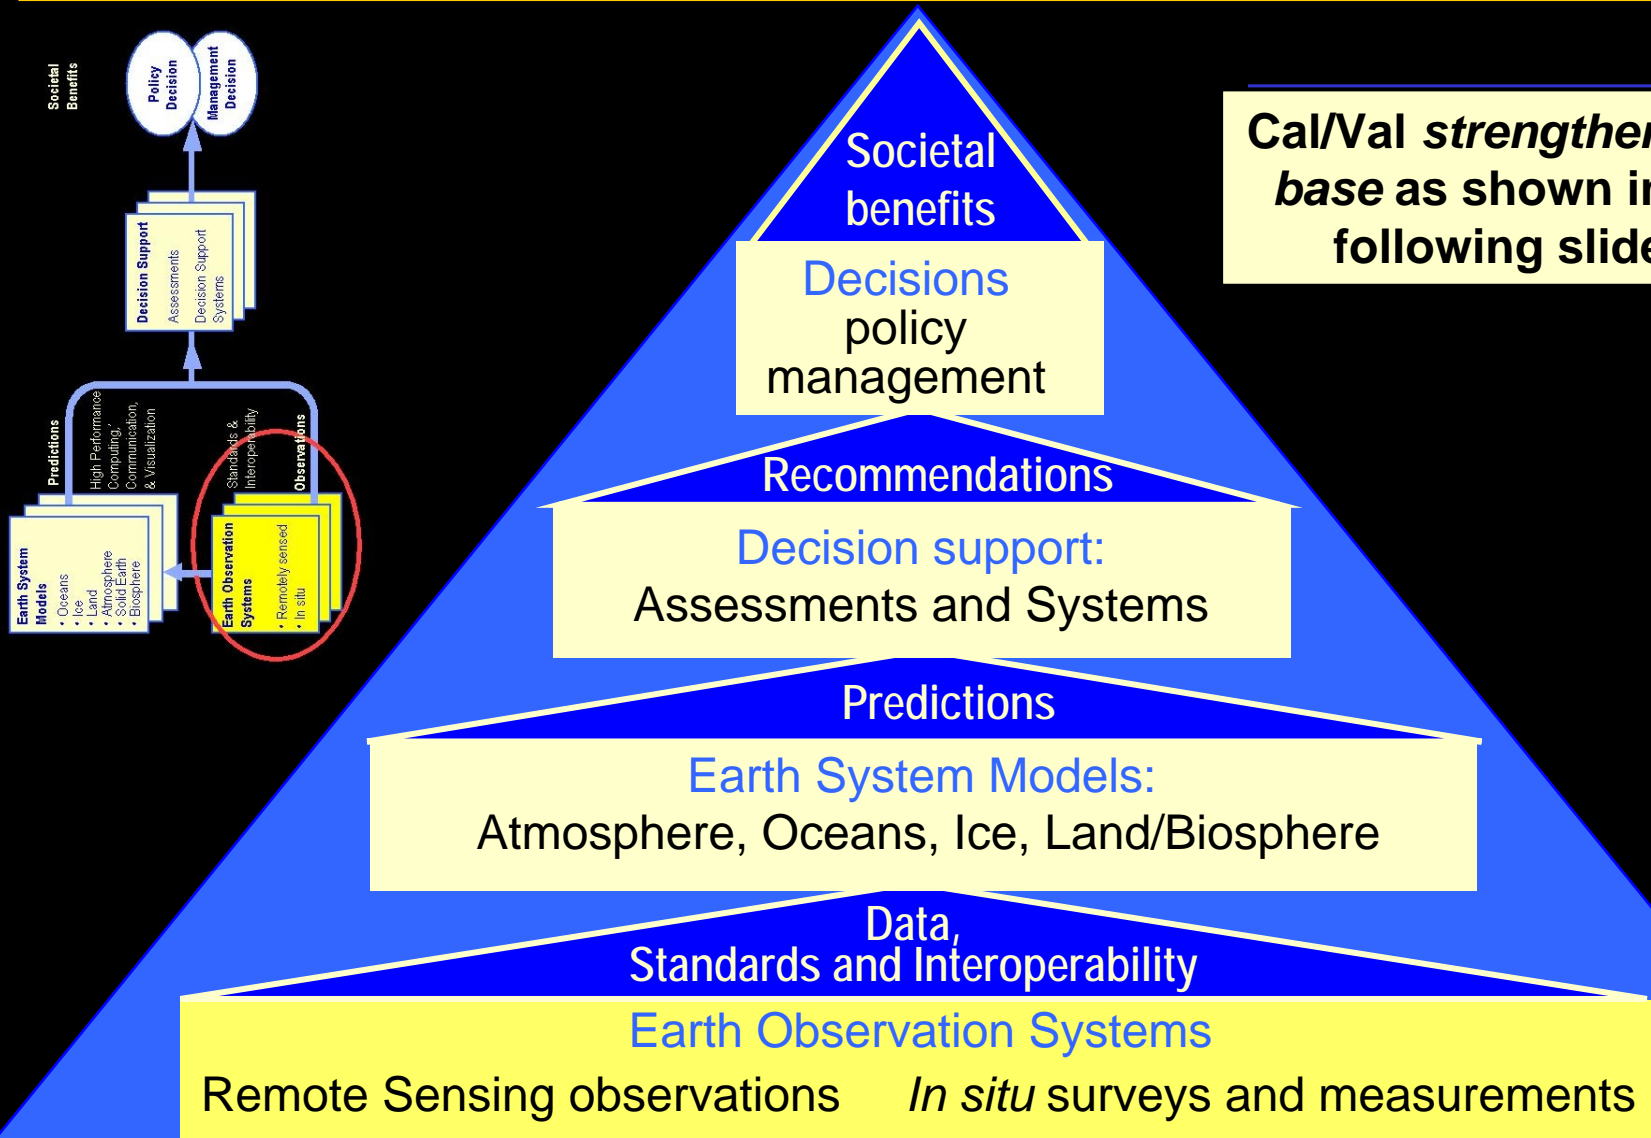 Societal
Benefits
Policy
Decision
Management
Decision
Decision Support
Assessments
Decision Support
Systems
Predictions
High Performance
Computing,
Communication,
& Visualization
Standards &
Interoperability
Observations
Earth System
Models
• Oceans
• Ice
• Land
• Atmosphere
• Solid Earth
• Biosphere
Earth Observation
Systems
• Remotely sensed
• In situ
Cal/Val
base as shown
following
Societal
benefits
Decisions
policy
management
Recommendations
Decision support:
Assessments and Systems
Predictions
Earth System Models:
Atmosphere, Oceans, Ice, Land/Biosphere
Data,
Standards and Interoperability
Earth Observation Systems
Remote Sensing observations In situ surveys and measurements